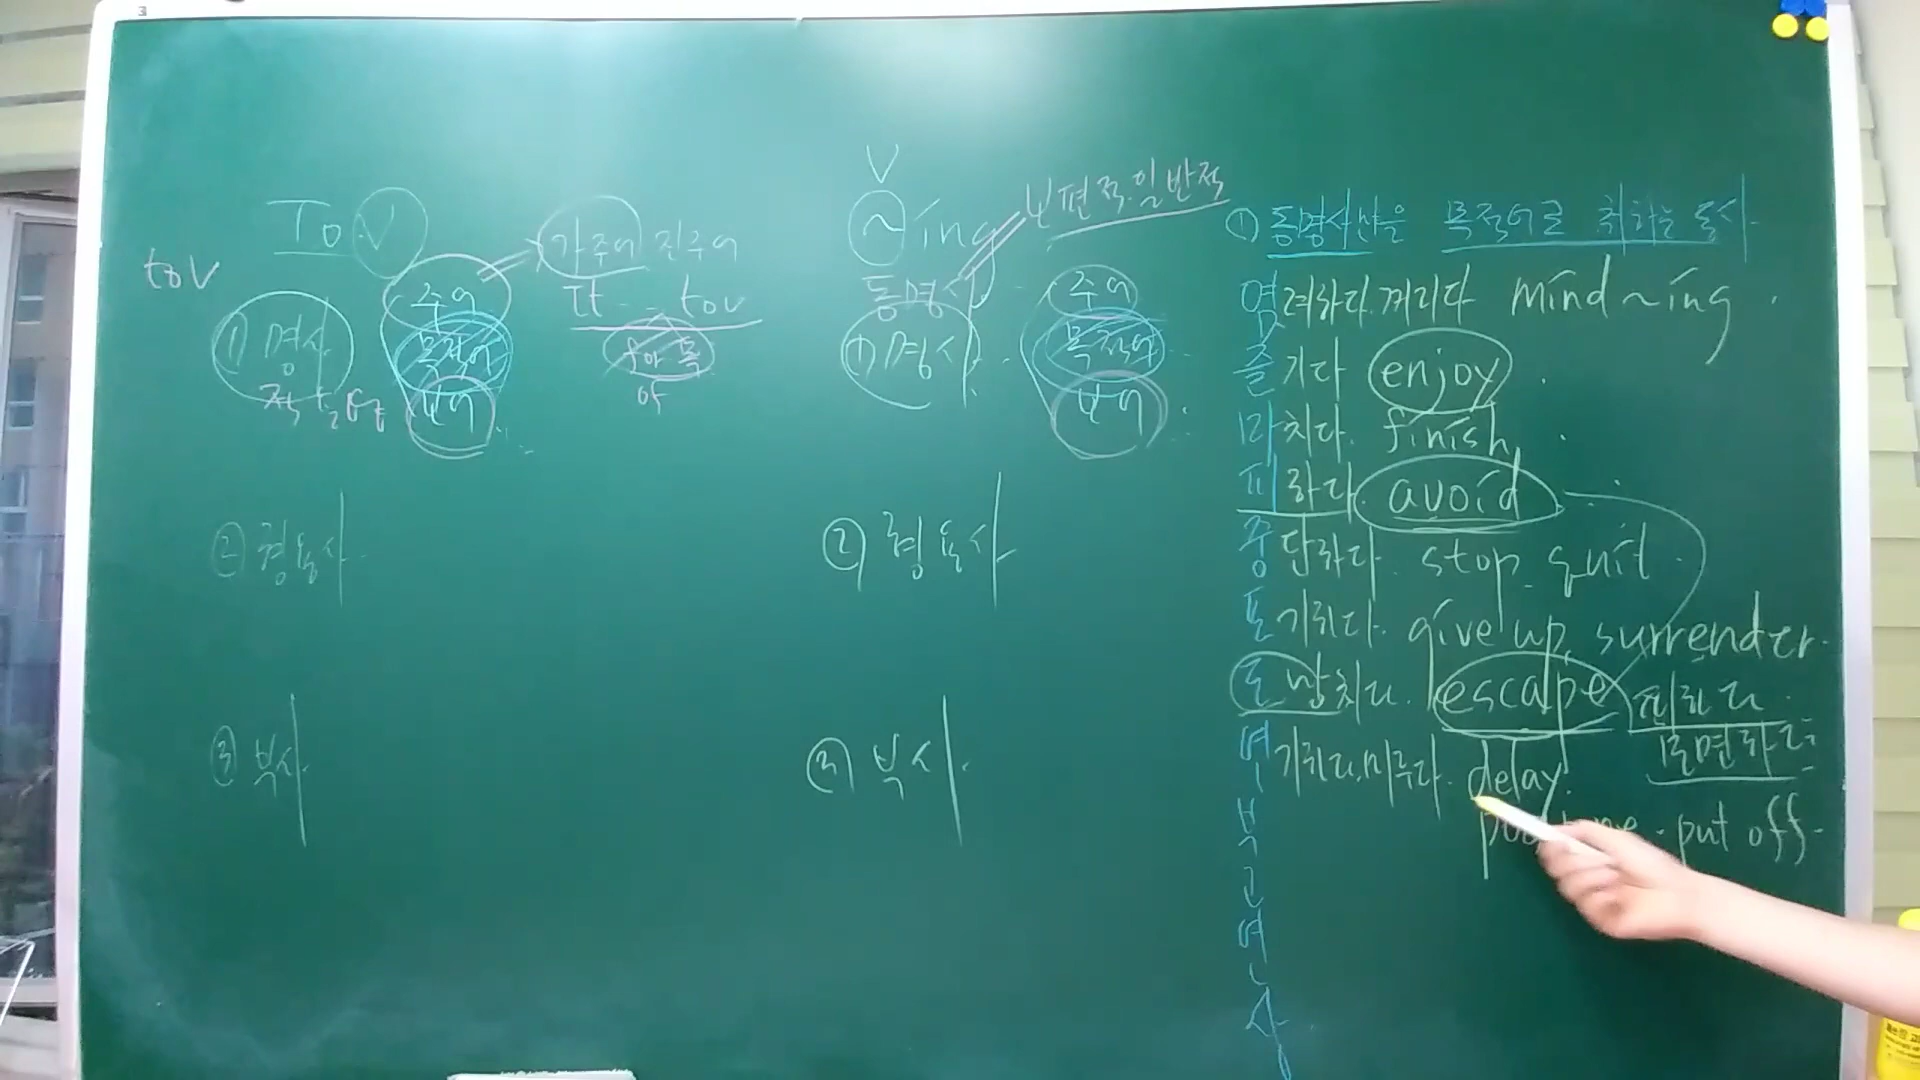 To V
to V
① 명사
주어
목적어
보어
가주어 진주어
It to v
for 목
② 형용사
③ 부사
V
~ing
보편적.일반적
동명사
① 명사
주어
목적어
보어
② 형용사
③ 부사
① 동명사만을 목적어로 취하는 동사
염려하다.꺼리다 mind ~ing
즐기다 enjoy
마치다. finish
피하다. avoid
중단하다. stop quit
포기하다. give up, surrender.
도망치다. escape 피하다.
모면하다
연기하다.미루다. delay
put off
부
고
연
상